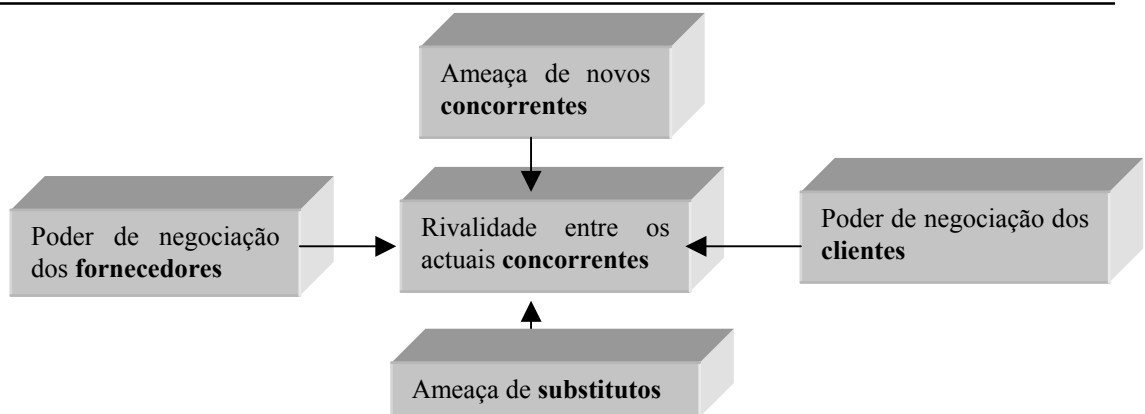 Ameaça de novos
concorrentes
Poder de negociação
dos fornecedores
Rivalidade entre os
actuais concorrentes
Poder de negociação dos
clientes
Ameaça de substitutos